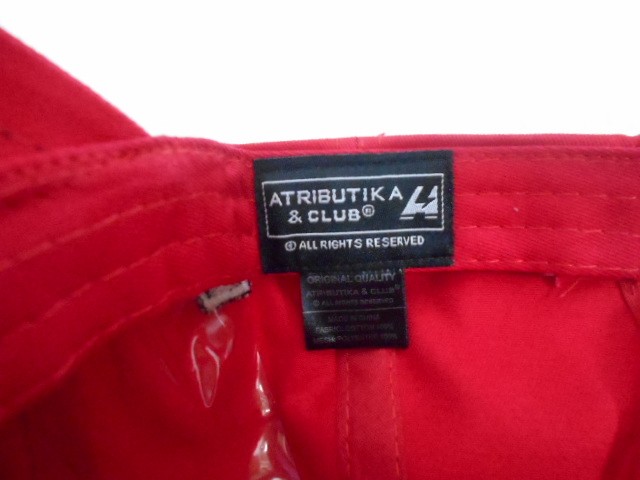 ATRIBUTIKA
& CLUB®
© ALL RIGHTS RESERVED
ORIGINAL QUALITY
ATRIBUTIKA & CLUB®
© ALL RIGHTS RESERVED
MADE IN CHINA